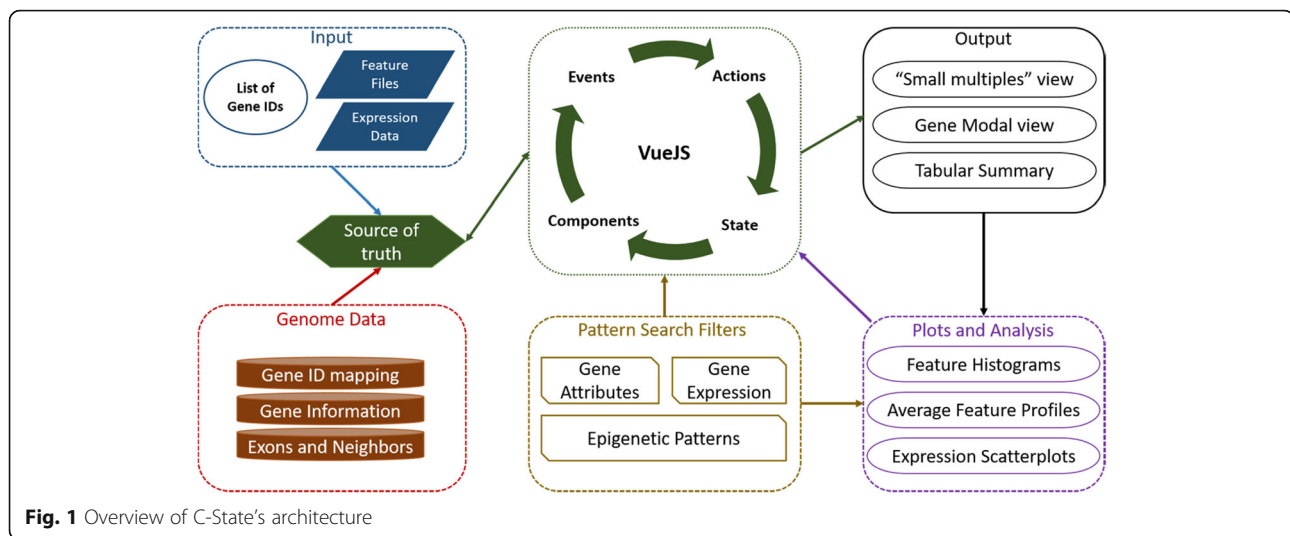 Input
List of
Gene IDs
Feature
Files
Expression
Data
Source of
truth
Genome Data
Gene ID mapping
Gene Information
Exons and Neighbors
Events
Actions
VueJS
Components
State
Pattern Search Filters
Gene
Attributes
Gene
Expression
Epigenetic Patterns
Output
“Small multiples” view
Gene Modal view
Tabular Summary
Plots and Analysis
Feature Histograms
Average Feature Profiles
Expression Scatterplots
Fig. 1 Overview of C-State’s architecture